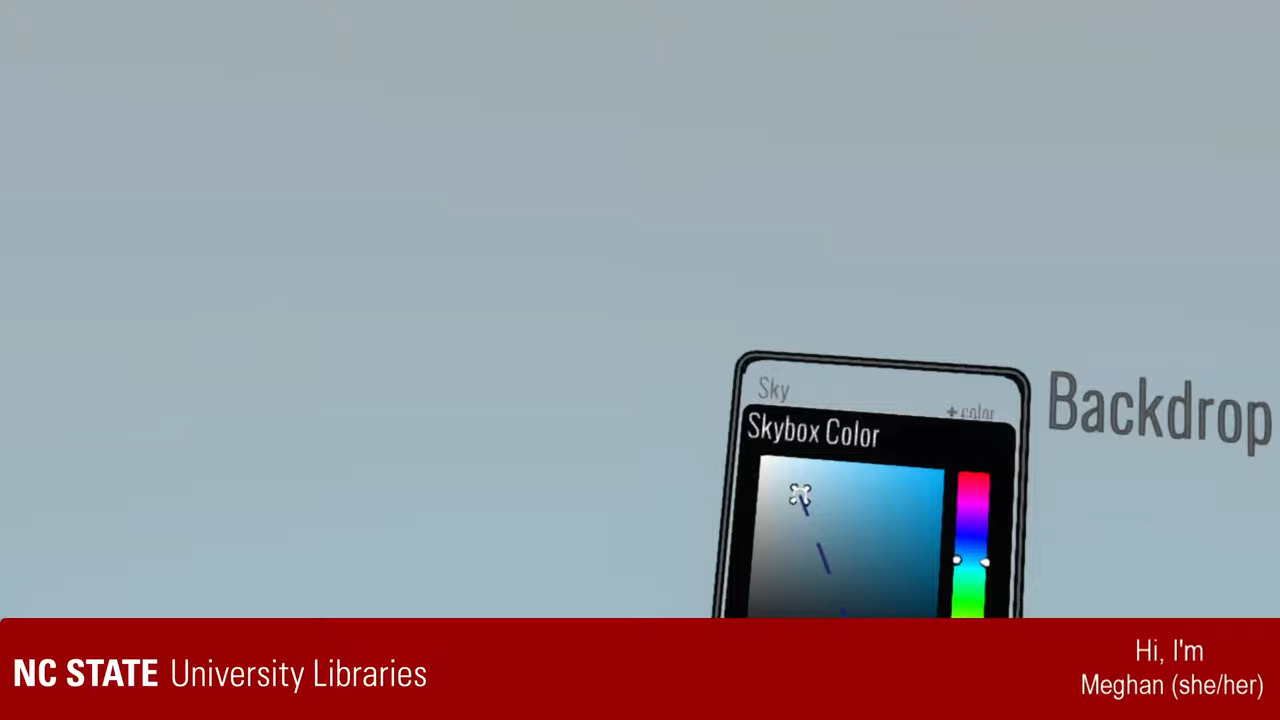 Sky
+ color
Backdrop
Skybox Color
NC STATE University Libraries
Hi, I'm
Meghan (she/her)